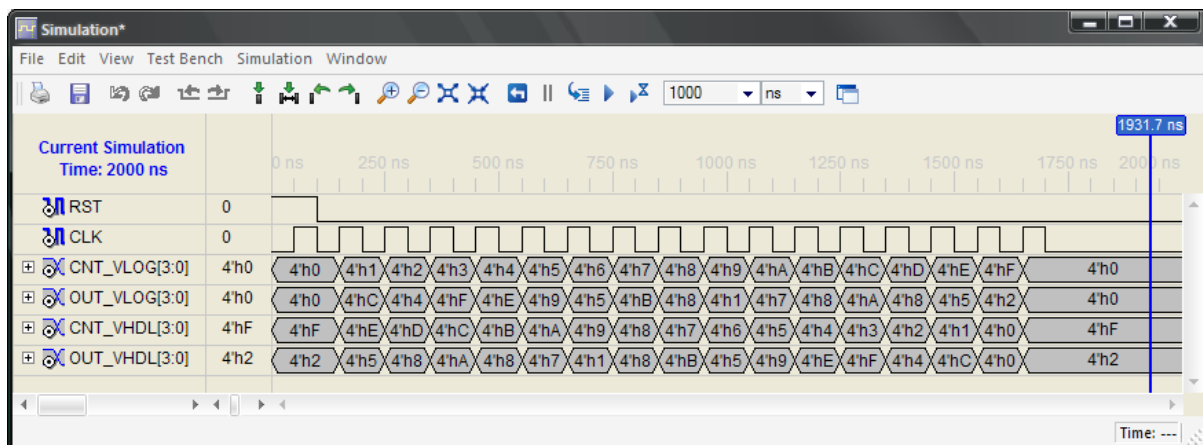 Simulation*
File Edit View Test Bench Simulation Window
1000 ns
1931.7 ns
Current Simulation
Time: 2000 ns
0 ns 250 ns 500 ns 750 ns 1000 ns 1250 ns 1500 ns 1750 ns 2000 ns
RST 0
CLK 0
CNT_VLOG[3:0] 4'h0 4'h0 4'h1 4'h2 4'h3 4'h4 4'h5 4'h6 4'h7 4'h8 4'h9 4'hA 4'hB 4'hC 4'hD 4'hE 4'hF 4'h0
OUT_VLOG[3:0] 4'h0 4'h0 4'hC 4'h4 4'hF 4'hE 4'h9 4'h5 4'hB 4'h8 4'h1 4'h7 4'h8 4'hA 4'h8 4'h5 4'h2 4'h0
CNT_VHDL[3:0] 4'hF 4'hF 4'hE 4'hD 4'hC 4'hB 4'hA 4'h9 4'h8 4'h7 4'h6 4'h5 4'h4 4'h3 4'h2 4'h1 4'h0 4'hF
OUT_VHDL[3:0] 4'h2 4'h2 4'h5 4'h8 4'hA 4'h8 4'h7 4'h1 4'h8 4'hB 4'h5 4'h9 4'hE 4'hF 4'h4 4'hC 4'h0 4'h2
Time: ---